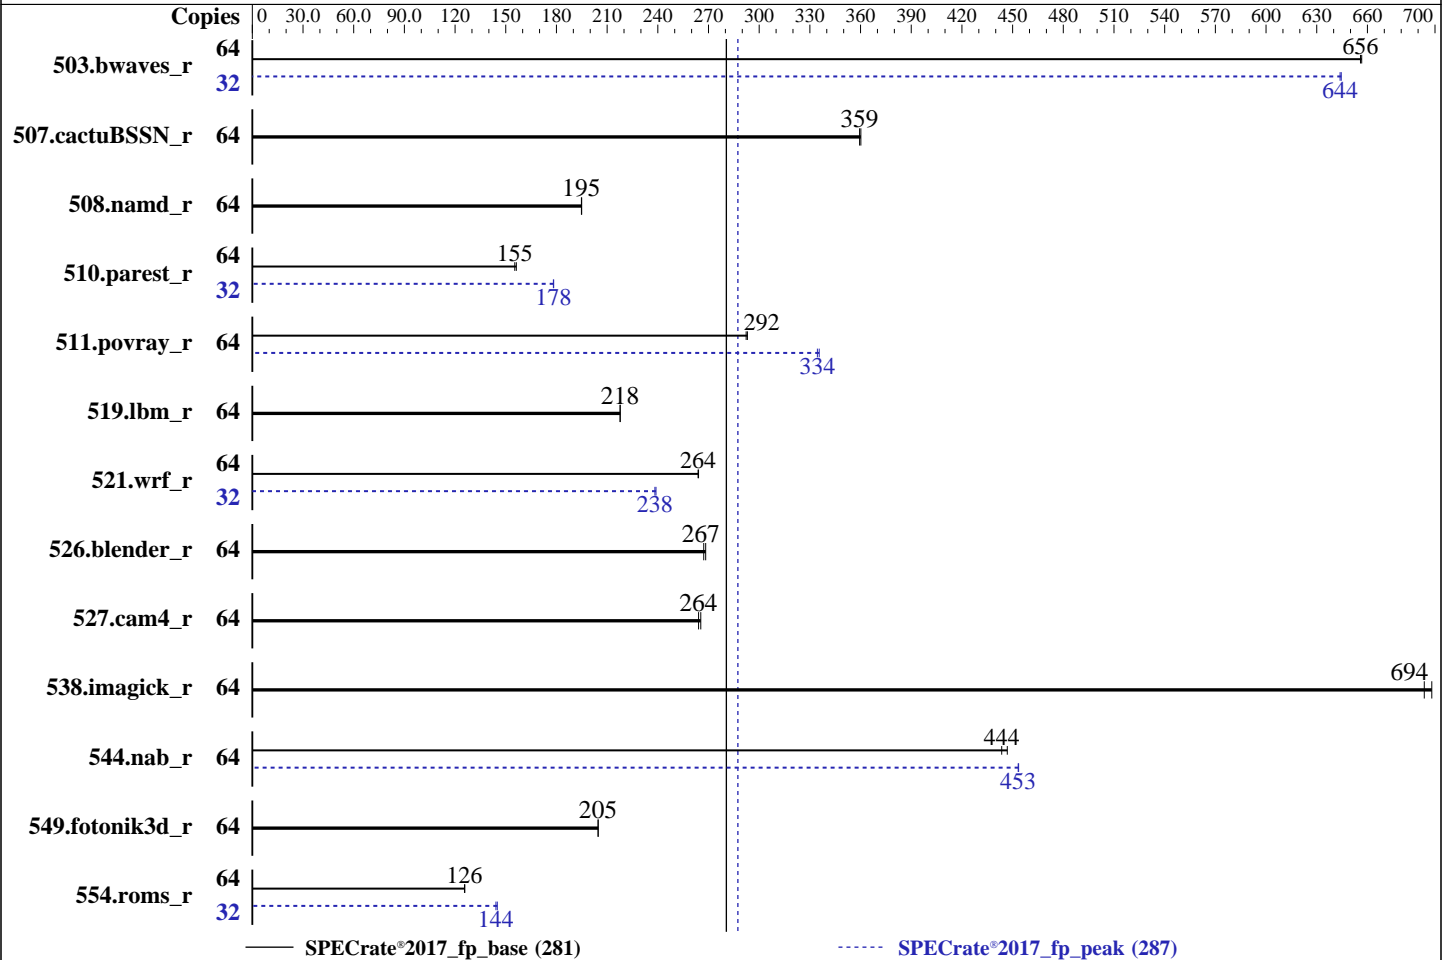 Copies 0 30.0 60.0 90.0 120 150 180 210 240 270 300 330 360 390 420 450 480 510 540 570 600 630 660 700
503.bwaves_r 64 656
32 644
507.cactuBSSN_r 64 359
508.namd_r 64 195
510.parest_r 64 155
32 178
511.povray_r 64 292
334
519.lbm_r 64 218
521.wrf_r 64 264
32 238
526.blender_r 64 267
527.cam4_r 64 264
538.imagick_r 64 694
544.nab_r 64 444
453
549.fotonik3d_r 64 205
554.roms_r 64 126
32 144
SPECrate®2017_fp_base (281) SPECrate®2017_fp_peak (287)